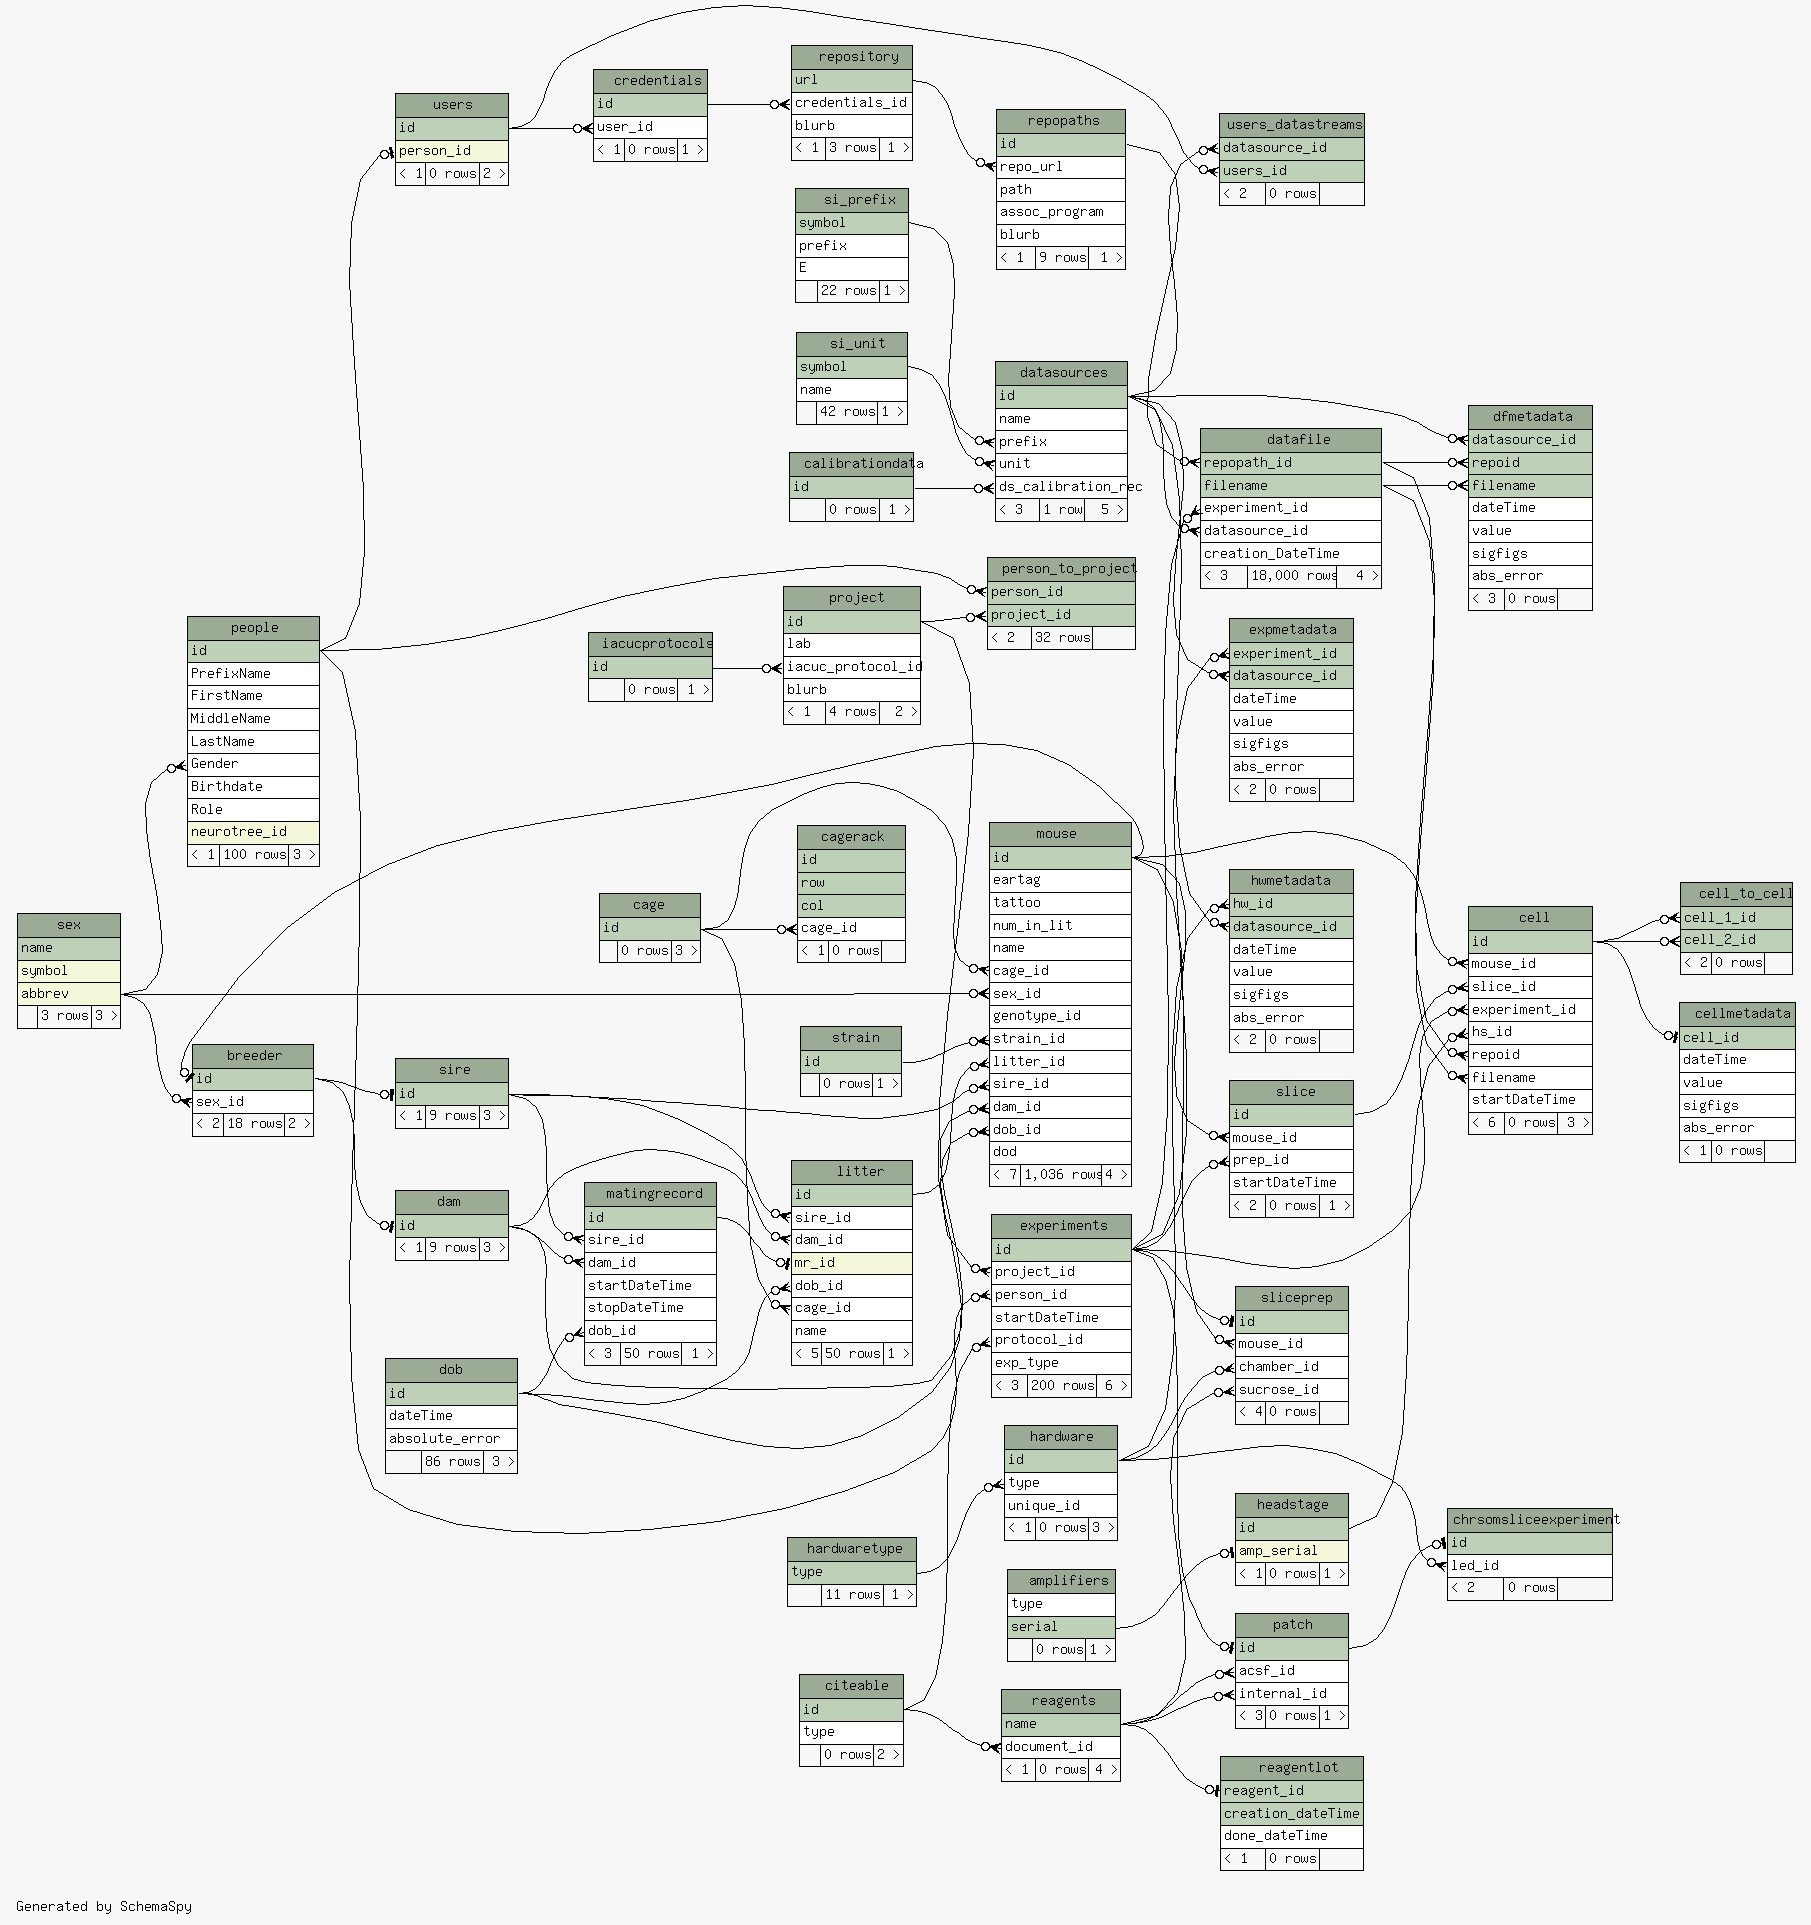 users
id
person_id
< 1 0 rows 2 >
credentials
id
user_id
< 1 0 rows 1 >
repository
url
credentials_id
blurb
< 1 3 rows 1 >
repopaths
id
repo_url
path
assoc_program
blurb
< 1 9 rows 1 >
users_datastreams
datasource_id
users_id
< 2 0 rows
si_prefix
symbol
prefix
E
22 rows 1 >
si_unit
symbol
name
42 rows 1 >
calibrationdata
id
0 rows 1 >
datasources
id
name
prefix
unit
ds_calibration_rec
< 3 1 row 5 >
datafile
repopath_id
filename
experiment_id
datasource_id
creation_DateTime
< 3 18,000 rows 4 >
dfmetadata
datasource_id
repoid
filename
dateTime
value
sigfigs
abs_error
< 3 0 rows
people
id
PrefixName
FirstName
MiddleName
LastName
Gender
Birthdate
Role
neurotree_id
< 1 100 rows 3 >
iacucprotocols
id
0 rows 1 >
project
id
lab
iacuc_protocol_id
blurb
< 1 4 rows 2 >
person_to_project
person_id
project_id
< 2 32 rows
expmetadata
experiment_id
datasource_id
dateTime
value
sigfigs
abs_error
< 2 0 rows
sex
name
symbol
abbrev
3 rows 3 >
cage
id
0 rows 3 >
cagerack
id
row
col
cage_id
< 1 0 rows
mouse
id
eartag
tattoo
num_in_lit
name
cage_id
sex_id
genotype_id
strain_id
litter_id
sire_id
dam_id
dob_id
dod
< 7 1,036 rows 4 >
hwmetadata
hw_id
datasource_id
dateTime
value
sigfigs
abs_error
< 2 0 rows
cell
id
mouse_id
slice_id
experiment_id
hs_id
repoid
filename
startDateTime
< 6 0 rows 3 >
cell_to_cell
cell_1_id
cell_2_id
< 2 0 rows
cellmetadata
cell_id
dateTime
value
sigfigs
abs_error
< 1 0 rows
strain
id
0 rows 1 >
breeder
id
sex_id
< 2 18 rows 2 >
sire
id
< 1 9 rows 3 >
dam
id
< 1 9 rows 3 >
matingrecord
id
sire_id
dam_id
startDateTime
stopDateTime
dob_id
< 3 50 rows 1 >
litter
id
sire_id
dam_id
mr_id
dob_id
cage_id
name
< 5 50 rows 1 >
slice
id
mouse_id
prep_id
startDateTime
< 2 0 rows 1 >
experiments
id
project_id
person_id
startDateTime
protocol_id
exp_type
< 3 200 rows 6 >
sliceprep
id
mouse_id
chamber_id
sucrose_id
< 4 0 rows
dob
id
dateTime
absolute_error
86 rows 3 >
hardware
id
type
unique_id
< 1 0 rows 3 >
headstage
id
amp_serial
< 1 0 rows 1 >
chrsomsliceexperiment
id
led_id
< 2 0 rows
hardwaretype
type
11 rows 1 >
amplifiers
type
serial
0 rows 1 >
patch
id
acsf_id
internal_id
< 3 0 rows 1 >
citeable
id
type
0 rows 2 >
reagents
name
document_id
< 1 0 rows 4 >
reagentlot
reagent_id
creation_dateTime
done_dateTime
< 1 0 rows
Generated by SchemaSpy